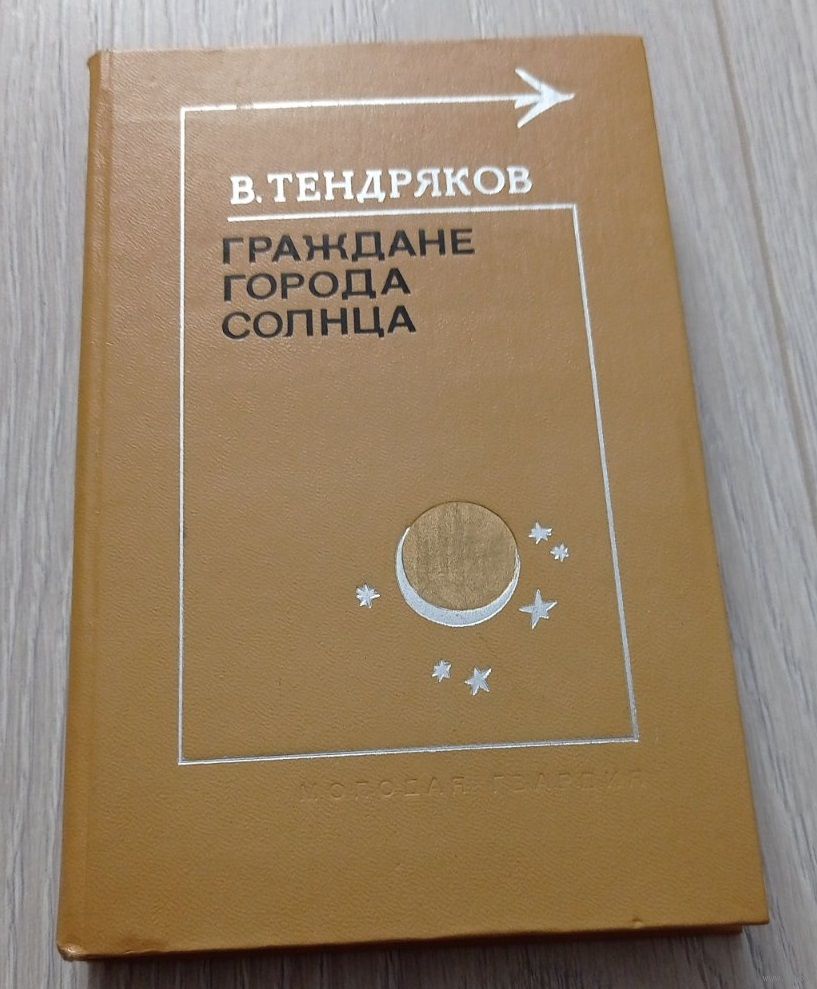 В. ТЕНДРЯКОВ
ГРАЖДАНЕ
ГОРОДА
СОЛНЦА
МОЛОДАЯ ГВАРДИЯ